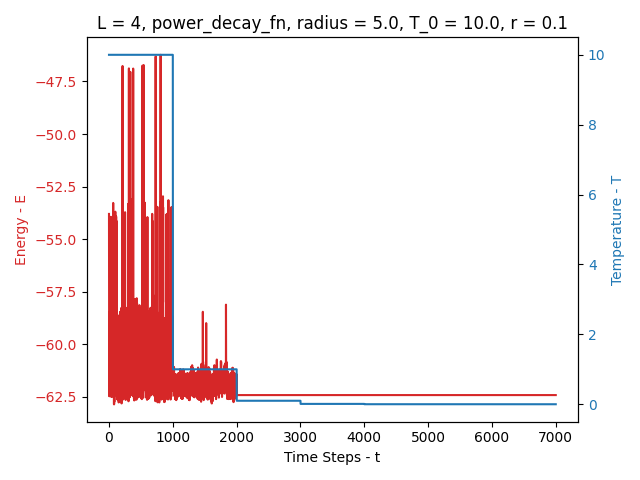 L = 4, power_decay_fn, radius = 5.0, T_0 = 10.0, r = 0.1
Energy - E
−47.5
−50.0
−52.5
−55.0
−57.5
−60.0
−62.5
10
8
6
4
2
0
Temperature - T
0 1000 2000 3000 4000 5000 6000 7000
Time Steps - t